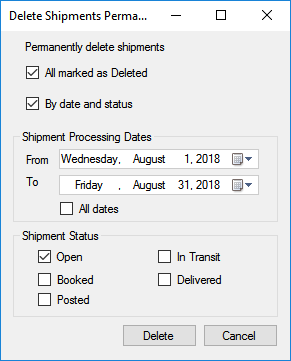 Delete Shipments Perma...
Permanently delete shipments
All marked as Deleted
By date and status
Shipment Processing Dates
From Wednesday, August 1, 2018
To Friday , August 31, 2018
All dates
Shipment Status
Open In Transit
Booked Delivered
Posted
Delete Cancel